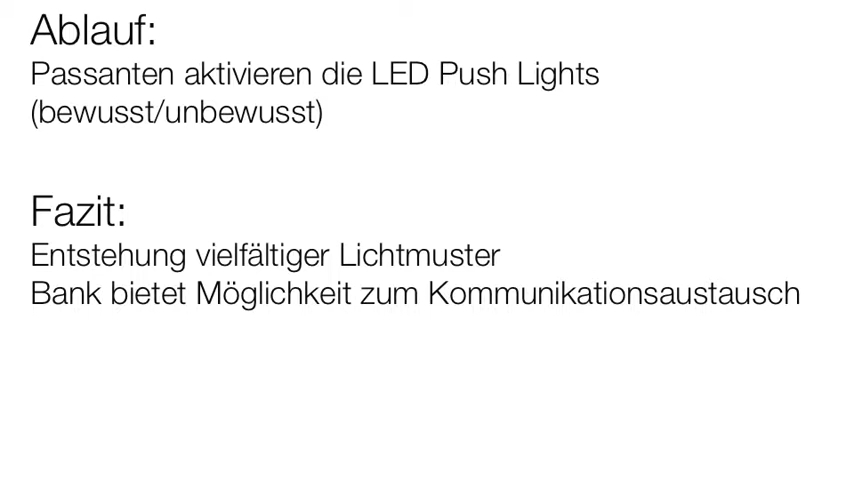 Ablauf:
Passanten aktivieren die LED Push Lights
(bewusst/unbewusst)
Fazit:
Entstehung vielfältiger Lichtmuster
Bank bietet Möglichkeit zum Kommunikationsaustausch